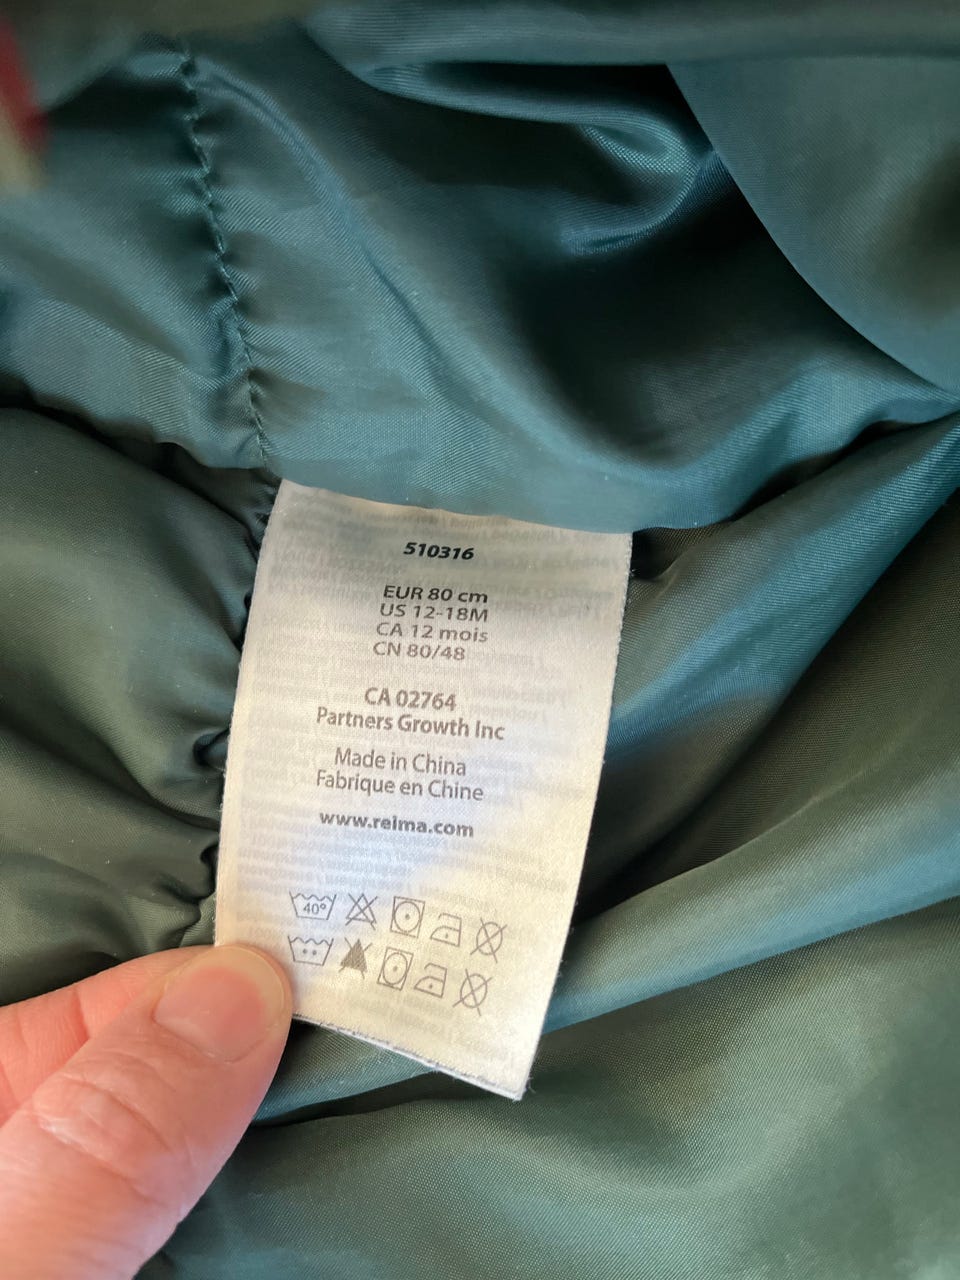 510316
EUR 80 cm
US 12-18M
CA 12 mois
CN 80/48
CA 02764
Partners Growth Inc
Made in China
Fabrique en Chine
www.reima.com
40°